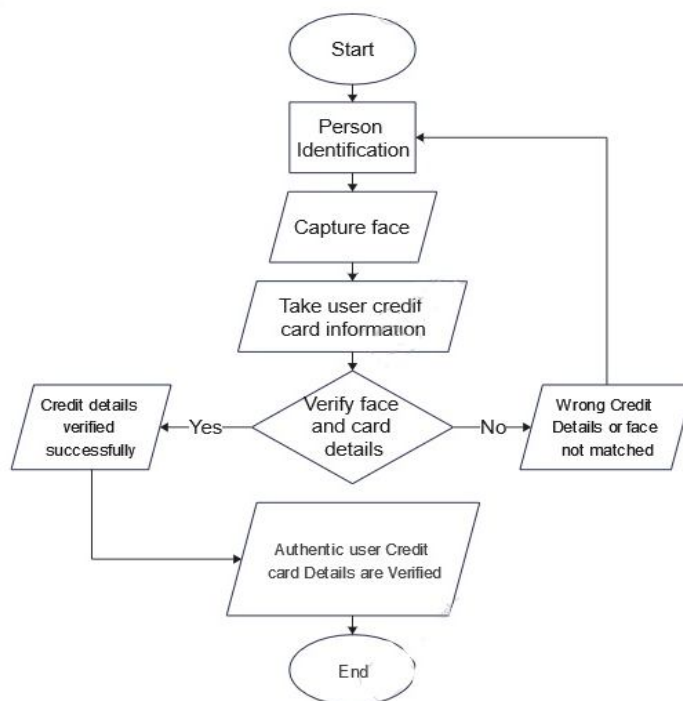 Start
Person
Identification
Capture face
Take user credit
card information
Verify face
and card
details
Yes
No
Credit details
verified
successfully
Wrong Credit
Details or face
not matched
Authentic user Credit
card Details are Verified
End